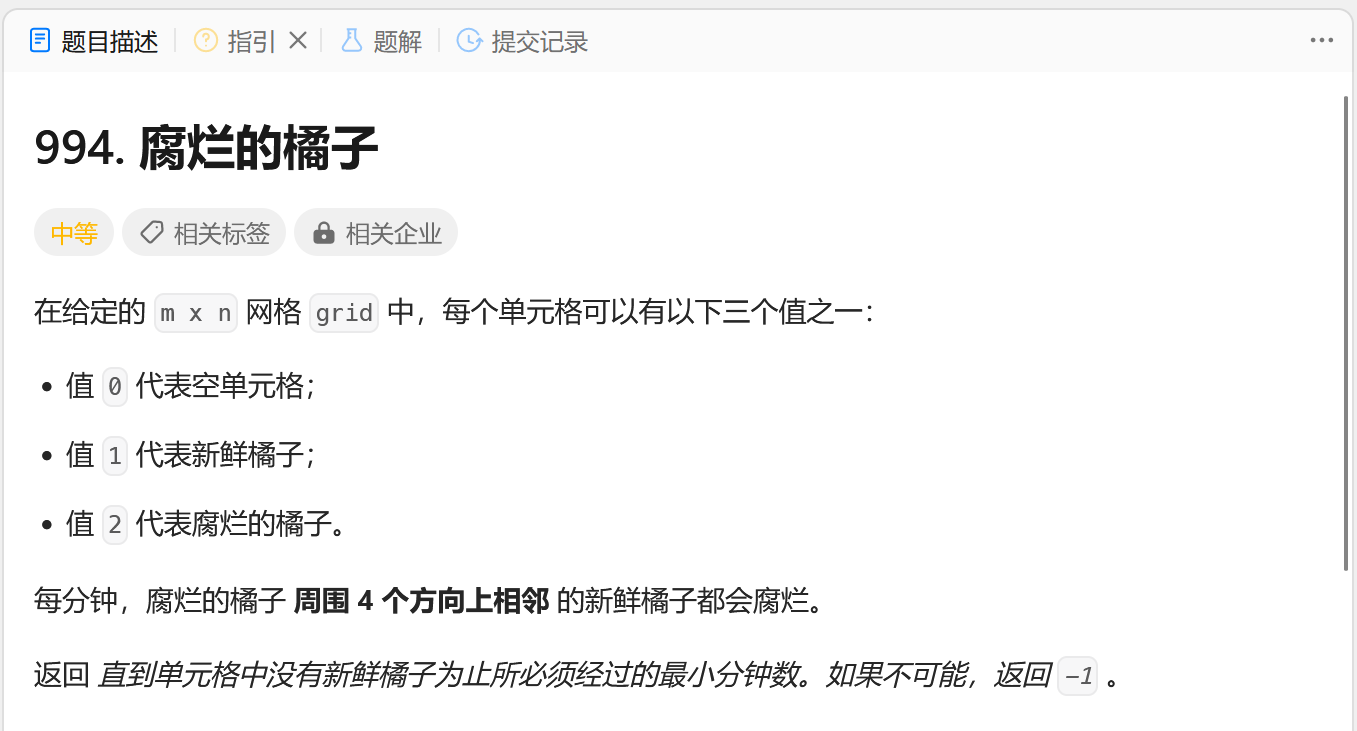 题目描述 指引 题解 提交记录
994. 腐烂的橘子
中等 相关标签 相关企业
在给定的 m x n 网格 grid 中，每个单元格可以有以下三个值之一：
• 值 0 代表空单元格；
• 值 1 代表新鲜橘子；
• 值 2 代表腐烂的橘子。
每分钟，腐烂的橘子 周围 4 个方向上相邻 的新鲜橘子都会腐烂。
返回 直到单元格中没有新鲜橘子为止所必须经过的最小分钟数。如果不可能，返回 -1 。